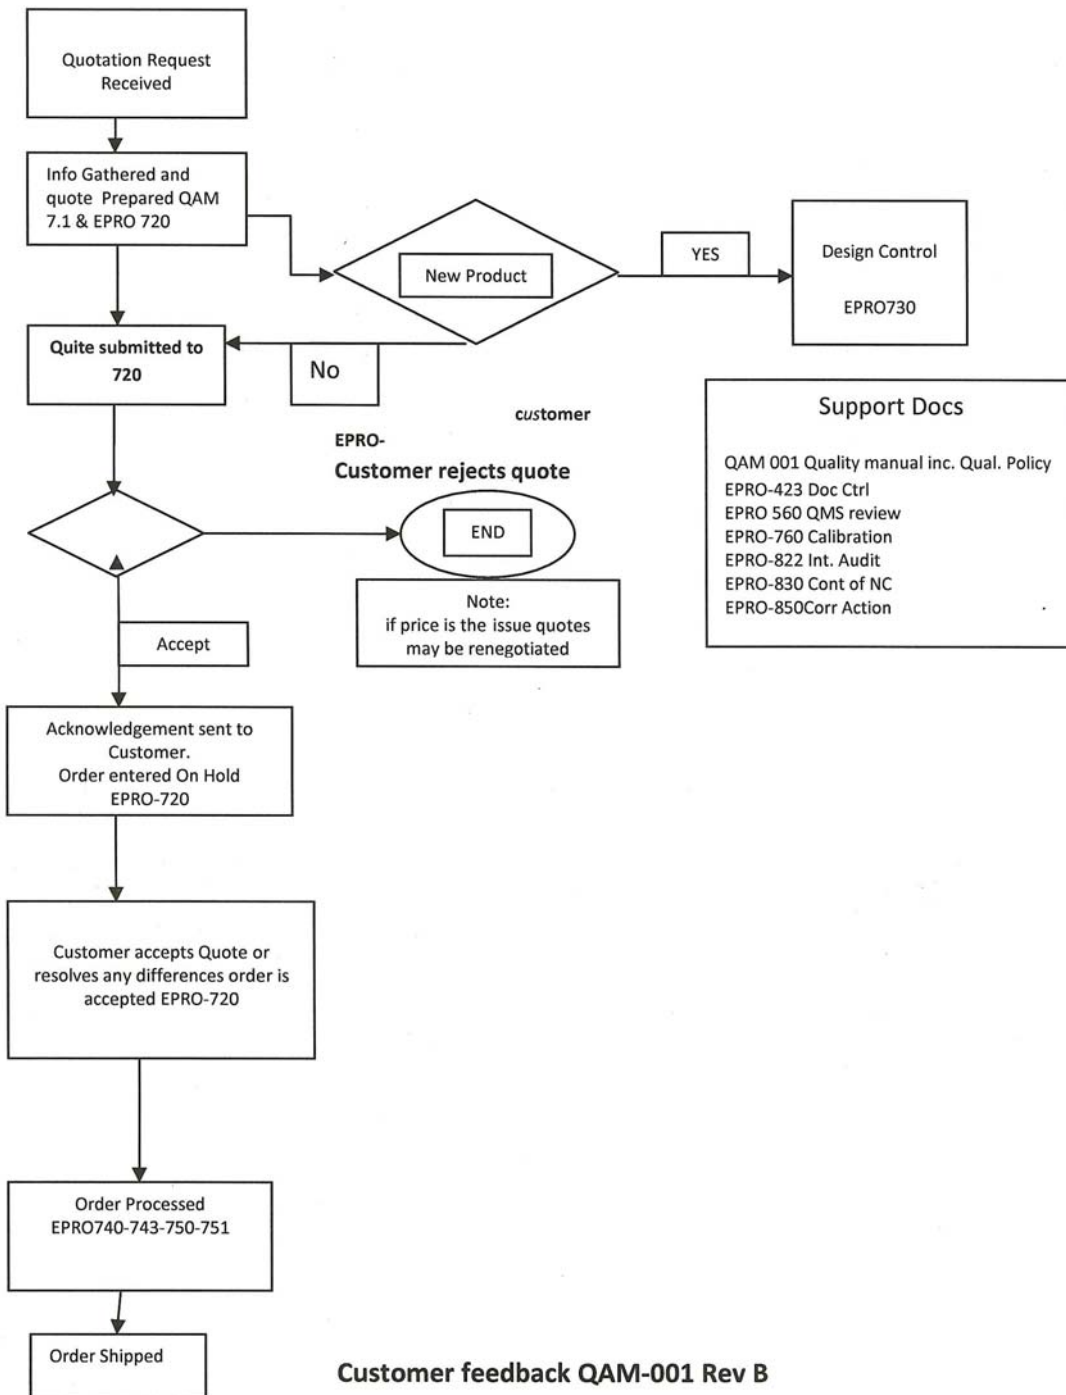 Quotation Request
Received
Info Gathered and
quote Prepared QAM
7.1 & EPRO 720
New Product
YES
Design Control
EPRO730
Quite submitted to
720
No
customer
EPRO-
Customer rejects quote
END
Note:
if price is the issue quotes
may be renegotiated
Support Docs
QAM 001 Quality manual inc. Qual. Policy
EPRO-423 Doc Ctrl
EPRO 560 QMS review
EPRO-760 Calibration
EPRO-822 Int. Audit
EPRO-830 Cont of NC
EPRO-850Corr Action
Accept
Acknowledgement sent to
Customer.
Order entered On Hold
EPRO-720
Customer accepts Quote or
resolves any differences order is
accepted EPRO-720
Order Processed
EPRO740-743-750-751
Order Shipped
Customer feedback QAM-001 Rev B